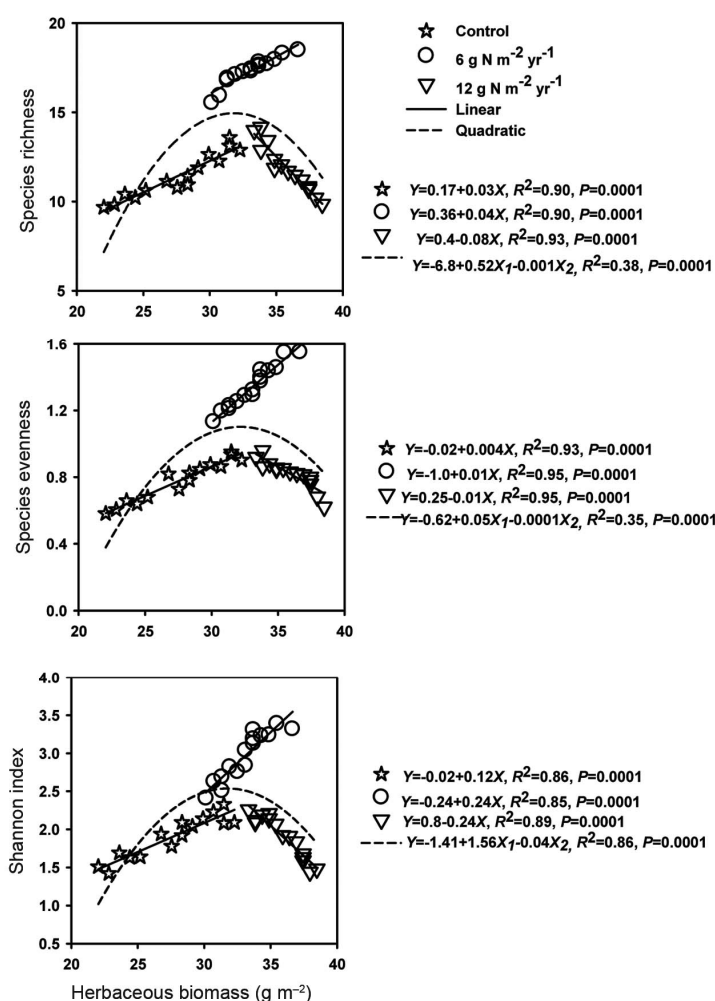 20
15
10
5
Species richness
20 25 30 35 40
Control
6 g N m⁻² yr⁻¹
12 g N m⁻² yr⁻¹
Linear
Quadratic
Y=0.17+0.03X, R²=0.90, P=0.0001
Y=0.36+0.04X, R²=0.90, P=0.0001
Y=0.4-0.08X, R²=0.93, P=0.0001
Y=-6.8+0.52X₁-0.001X₂, R²=0.38, P=0.0001
1.6
1.2
0.8
0.4
0.0
Species evenness
20 25 30 35 40
Y=-0.02+0.004X, R²=0.93, P=0.0001
Y=-1.0+0.01X, R²=0.95, P=0.0001
Y=0.25-0.01X, R²=0.95, P=0.0001
Y=-0.62+0.05X₁-0.0001X₂, R²=0.35, P=0.0001
4.0
3.5
3.0
2.5
2.0
1.5
1.0
0.5
Shannon index
20 25 30 35 40
Herbaceous biomass (g m⁻²)
Y=-0.02+0.12X, R²=0.86, P=0.0001
Y=-0.24+0.24X, R²=0.85, P=0.0001
Y=0.8-0.24X, R²=0.89, P=0.0001
Y=-1.41+1.56X₁-0.04X₂, R²=0.86, P=0.0001